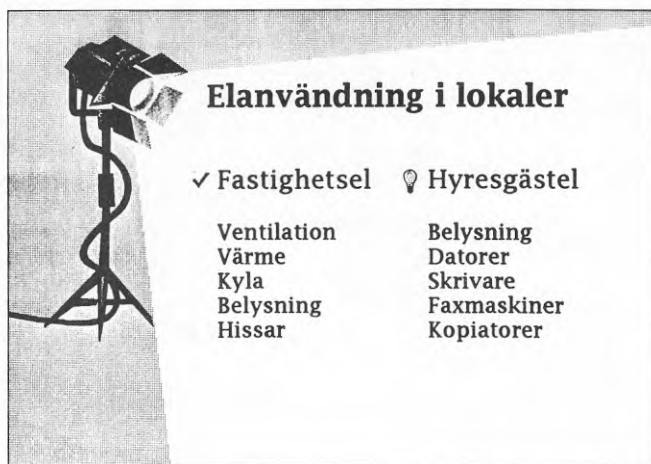 Elanvändning i lokaler
✓ Fastighetsel
Ventilation
Värme
Kyla
Belysning
Hissar
Hyresgästel
Belysning
Datorer
Skrivare
Faxmaskiner
Kopiatorer